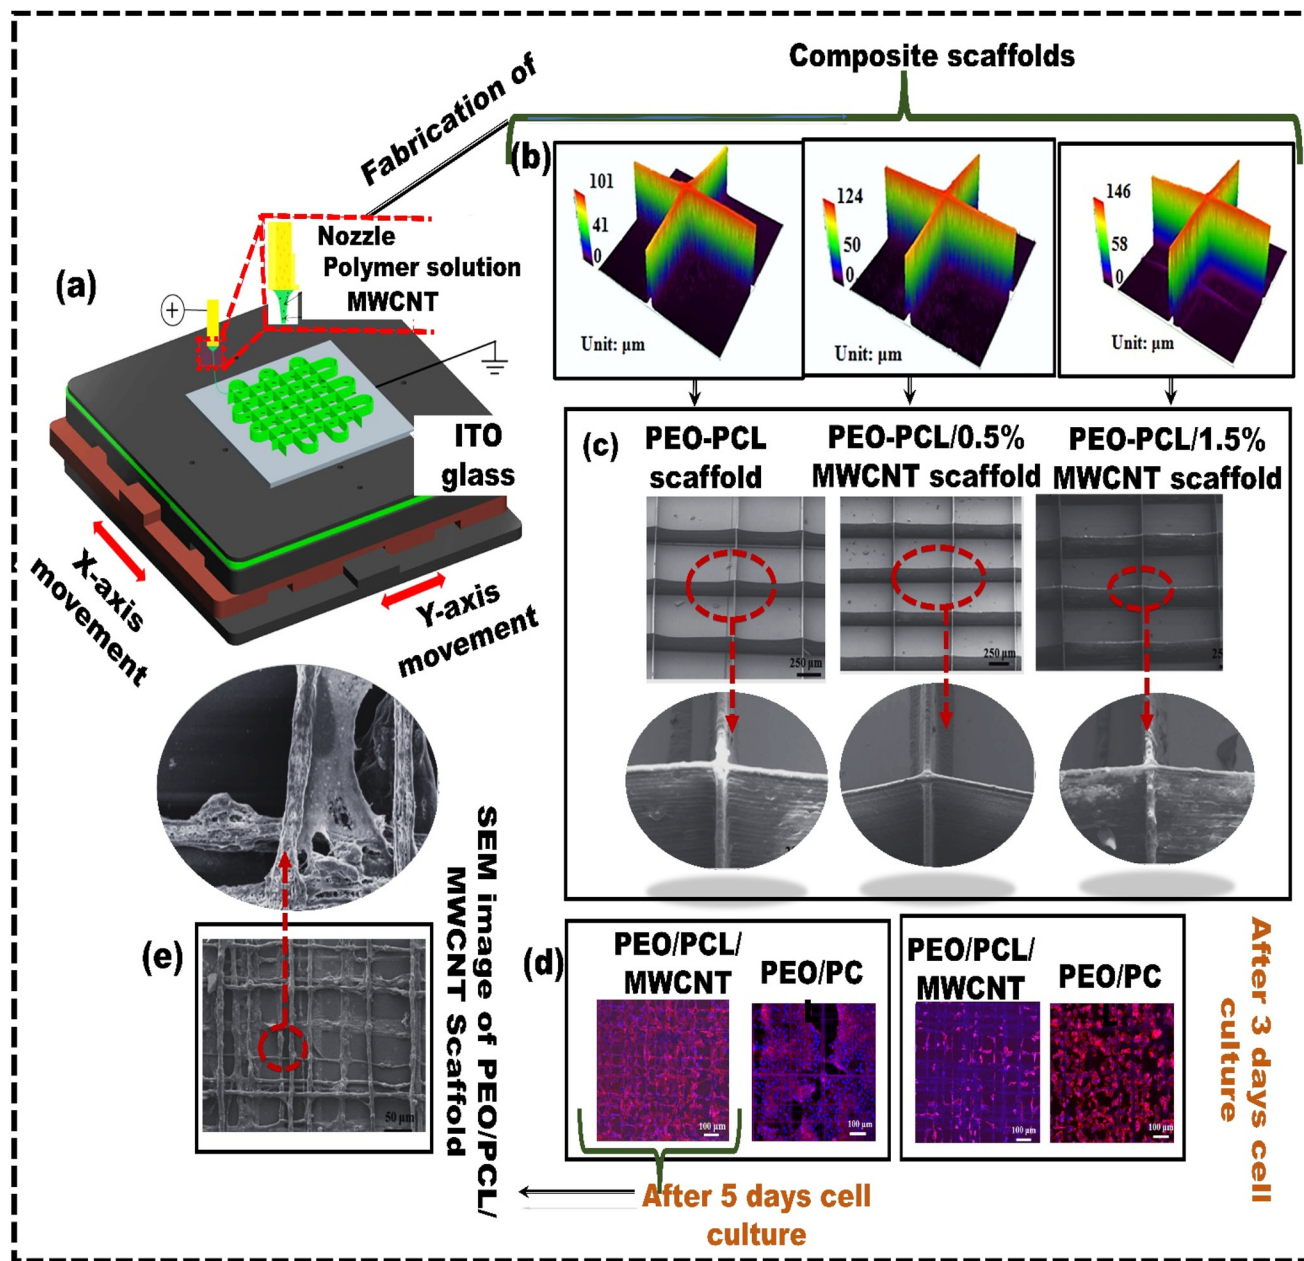 Composite scaffolds
Fabrication of
(b)
101
41
0
Unit: µm
124
50
0
Unit: µm
146
58
0
Unit: µm
(a)
Nozzle
Polymer solution
MWCNT
+
ITO
glass
X-axis
movement
Y-axis
movement
(c)
PEO-PCL
scaffold
PEO-PCL/0.5%
MWCNT scaffold
PEO-PCL/1.5%
MWCNT scaffold
250 µm
250 µm
25
(d)
PEO/PCL/
MWCNT
PEO/PC
L
100 µm
100 µm
PEO/PCL/
MWCNT
PEO/PC
L
100 µm
100 µm
After 3 days cell
culture
After 5 days cell
culture
(e)
50 µm
SEM image of PEO/PCL/
MWCNT Scaffold